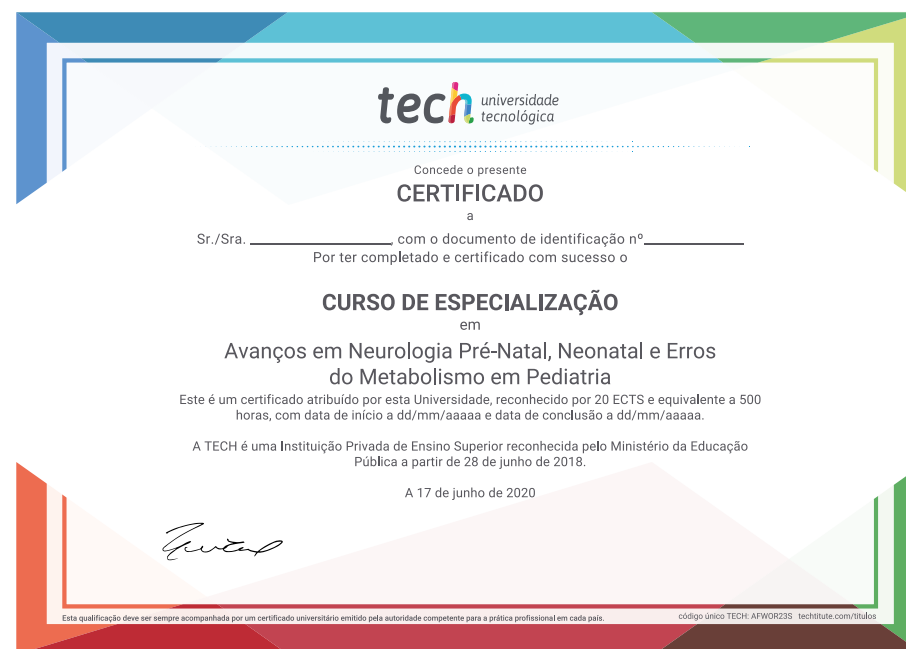 tech universidade
tecnológica
Concede o presente
CERTIFICADO
a
Sr./Sra. , com o documento de identificação nº
Por ter completado e certificado com sucesso o
CURSO DE ESPECIALIZAÇÃO
em
Avanços em Neurologia Pré-Natal, Neonatal e Erros
do Metabolismo em Pediatria
Este é um certificado atribuído por esta Universidade, reconhecido por 20 ECTS e equivalente a 500
horas, com data de início a dd/mm/aaaaa e data de conclusão a dd/mm/aaaaa.
A TECH é uma Instituição Privada de Ensino Superior reconhecida pelo Ministério da Educação
Pública a partir de 28 de junho de 2018.
A 17 de junho de 2020
Esta qualificação deve ser sempre acompanhada por um certificado universitário emitido pela autoridade competente para a prática profissional em cada país.
código único TECH: AFWOR23S techtitute.com/titulos